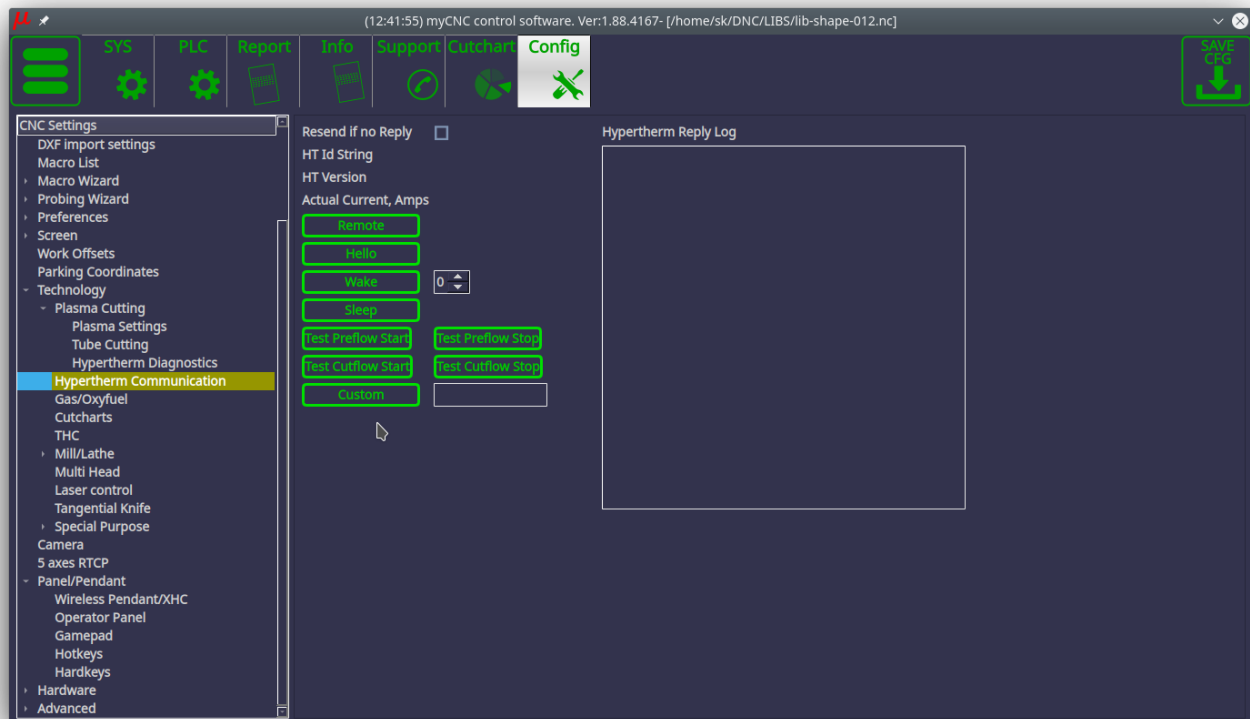 (12:41:55) myCNC control software. Ver:1.88.4167- [/home/sk/DNC/LIBS/lib-shape-012.nc]
SYS PLC Report Info Support Cutchart Config SAVE CFG
CNC Settings
DXF import settings
Macro List
Macro Wizard
Probing Wizard
Preferences
Screen
Work Offsets
Parking Coordinates
Technology
Plasma Cutting
Plasma Settings
Tube Cutting
Hypertherm Diagnostics
Hypertherm Communication
Gas/Oxyfuel
Cutcharts
THC
Mill/Lathe
Multi Head
Laser control
Tangential Knife
Special Purpose
Camera
5 axes RTCP
Panel/Pendant
Wireless Pendant/XHC
Operator Panel
Gamepad
Hotkeys
Hardkeys
Hardware
Advanced
Resend if no Reply
HT Id String
HT Version
Actual Current, Amps
Remote
Hello
Wake 0
Sleep
Test Preflow Start Test Preflow Stop
Test Cutflow Start Test Cutflow Stop
Custom
Hypertherm Reply Log